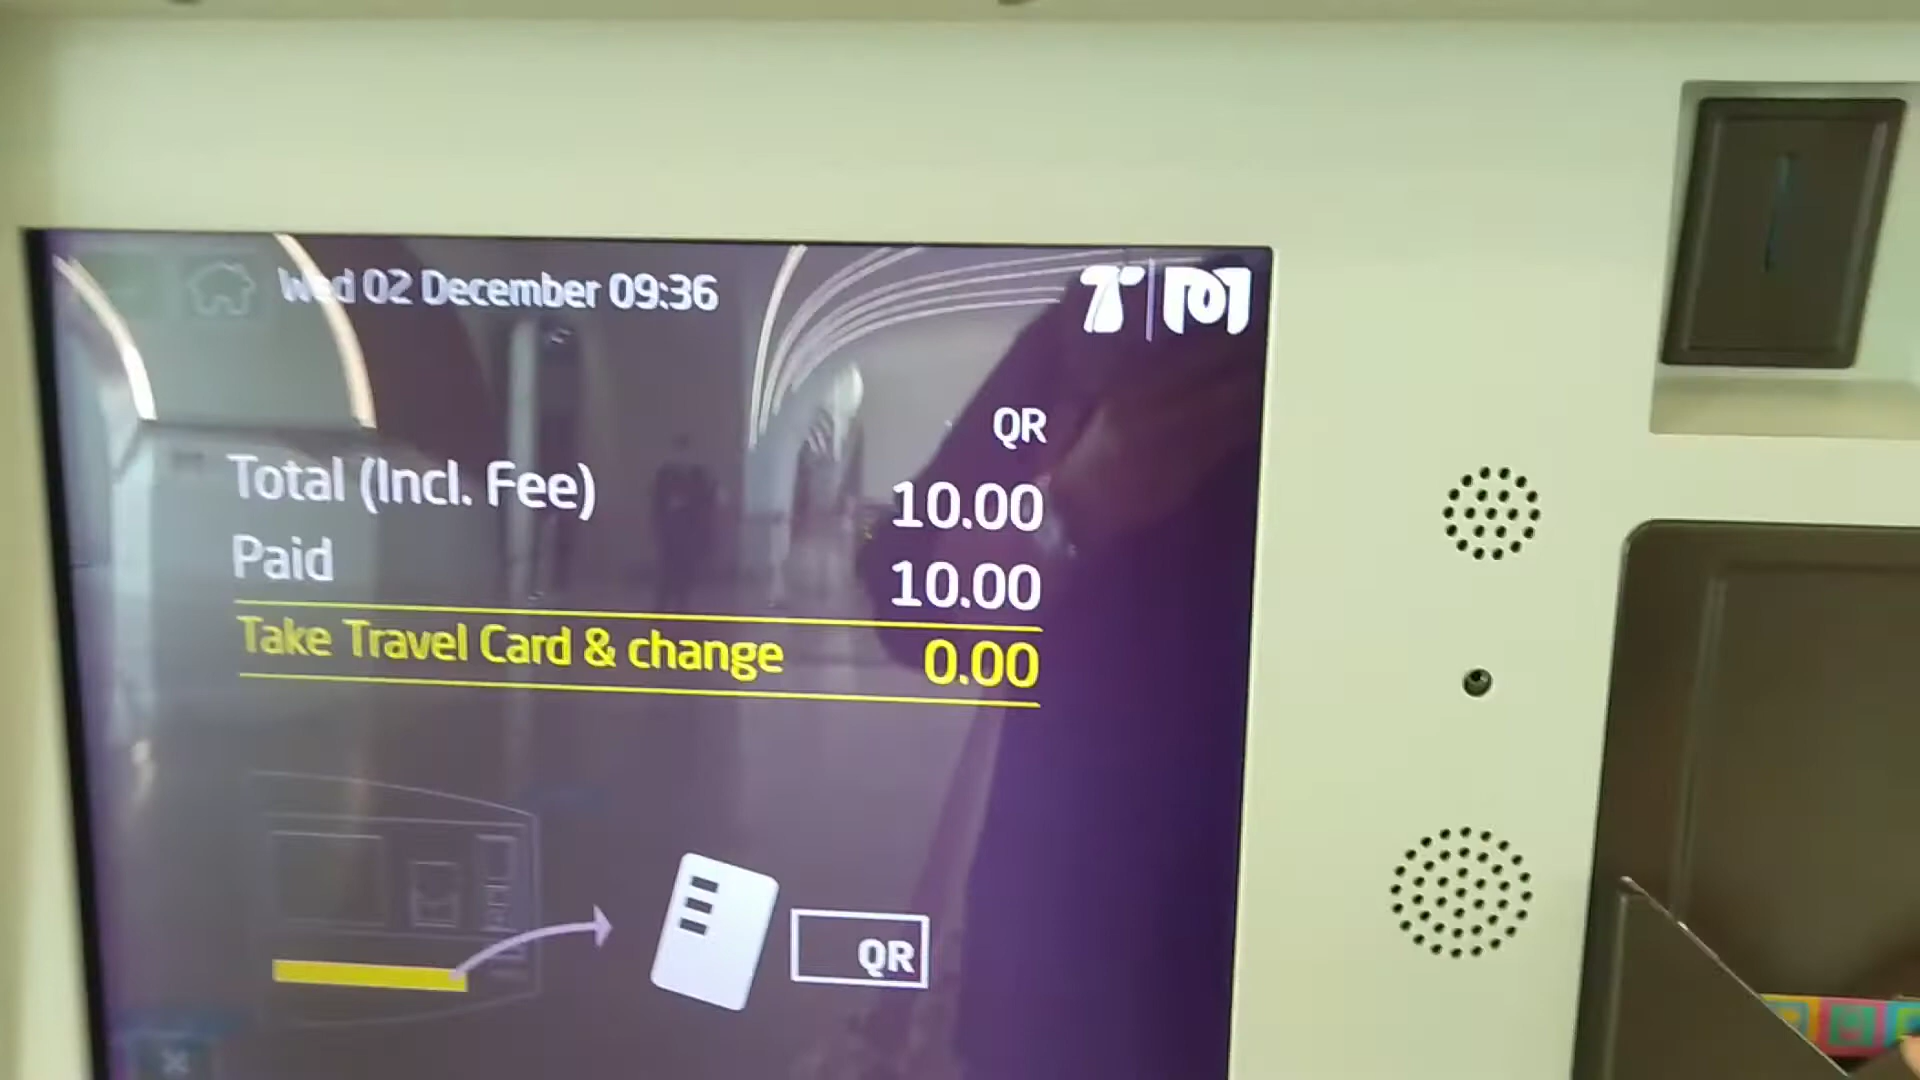 Wed 02 December 09:36
QR
Total (Incl. Fee) 10.00
Paid 10.00
Take Travel Card & change 0.00
QR